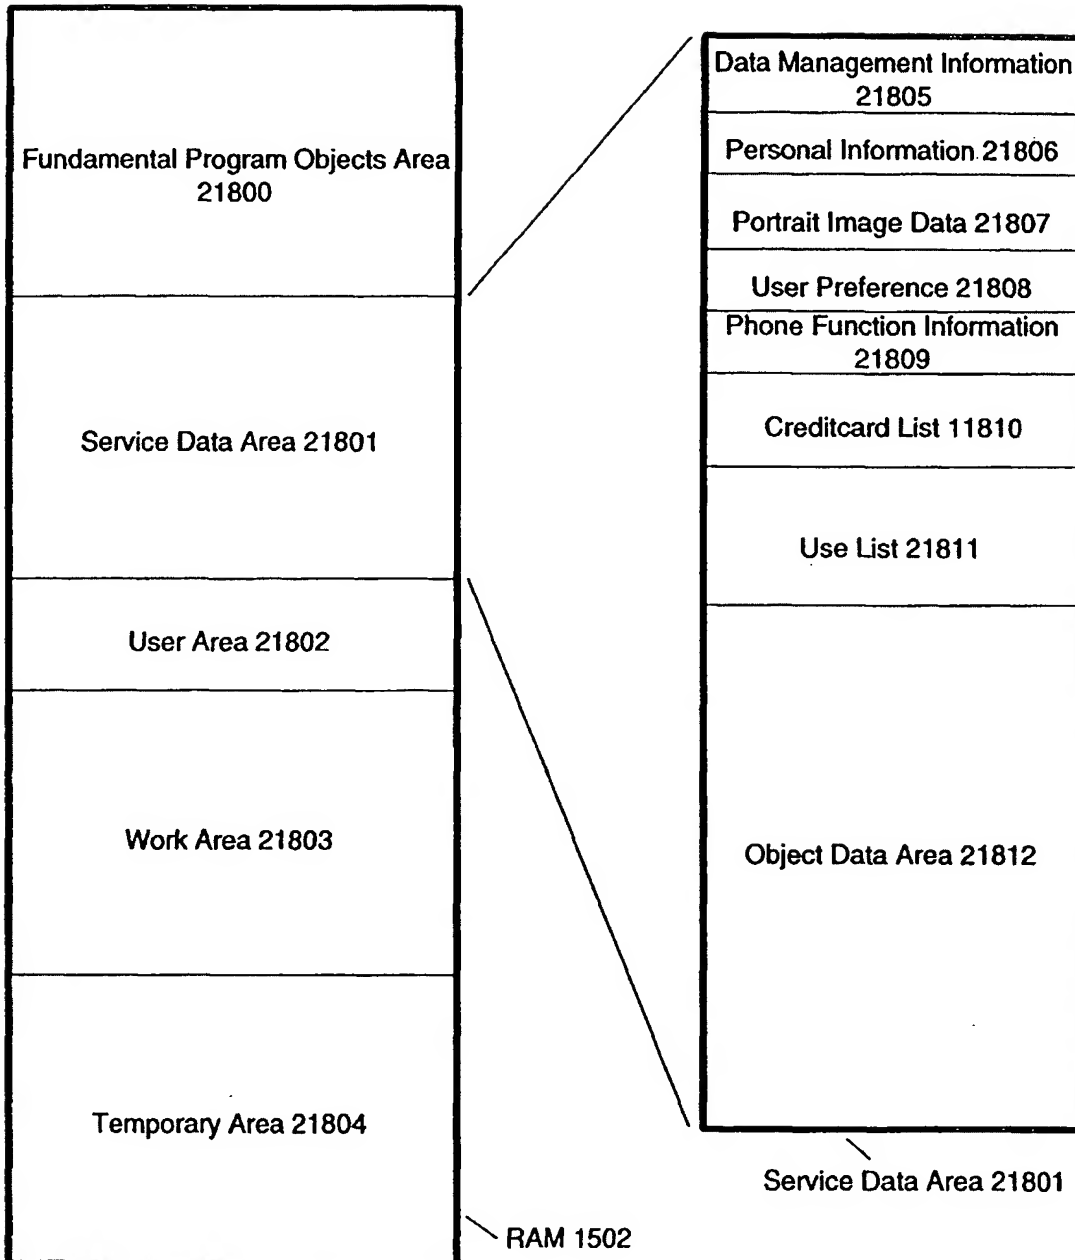 Fundamental Program Objects Area
21800
Service Data Area 21801
User Area 21802
Work Area 21803
Temporary Area 21804
RAM 1502
Data Management Information
21805
Personal Information 21806
Portrait Image Data 21807
User Preference 21808
Phone Function Information
21809
Creditcard List 11810
Use List 21811
Object Data Area 21812
Service Data Area 21801